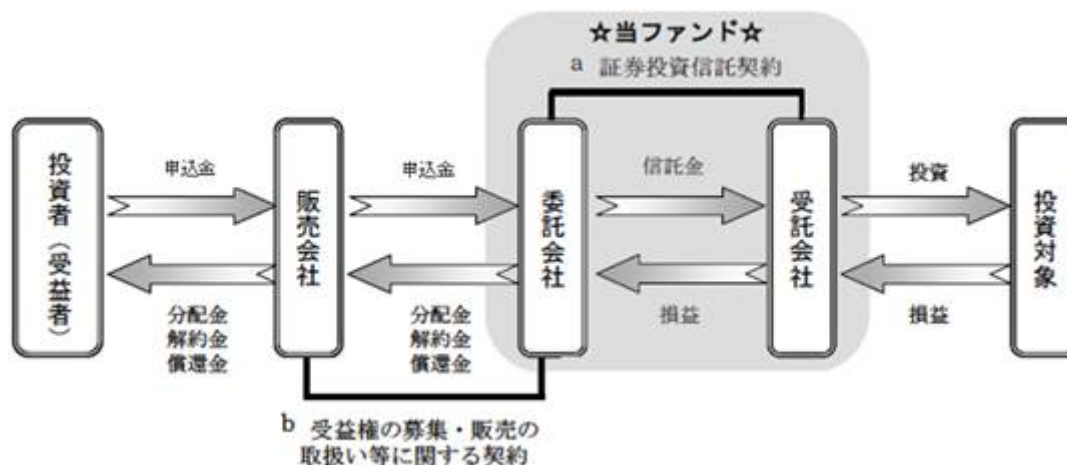 ☆当ファンド☆
a 証券投資信託契約
投資者（受益者）
申込金
販売会社
申込金
委託会社
信託金
受託会社
投資
投資対象
分配金
解約金
償還金
分配金
解約金
償還金
損益
損益
b 受益権の募集・販売の
取扱い等に関する契約